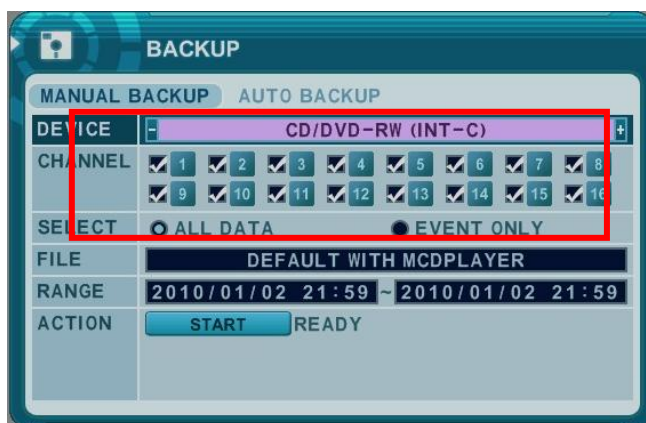 BACKUP
MANUAL BACKUP AUTO BACKUP
DEVICE - CD/DVD-RW (INT-C) +
CHANNEL 1 2 3 4 5 6 7 8
9 10 11 12 13 14 15 16
SELECT ALL DATA EVENT ONLY
FILE DEFAULT WITH MCDPLAYER
RANGE 2010/01/02 21:59 ~ 2010/01/02 21:59
ACTION START READY